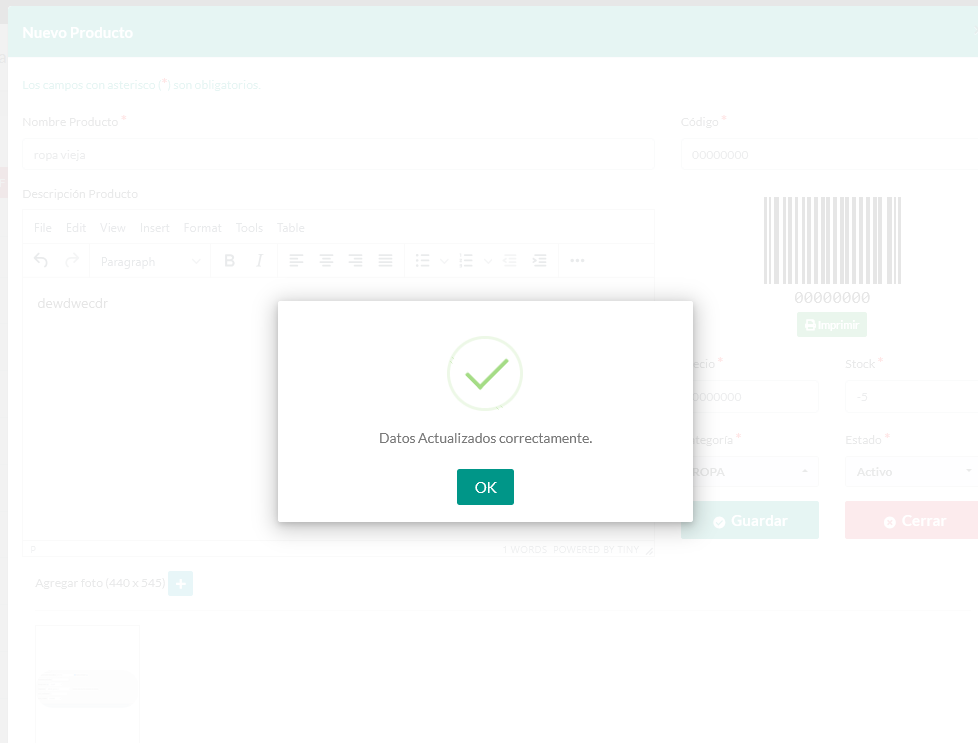 Nuevo Producto
Los campos con asterisco (*) son obligatorios.
Nombre Producto *
Código *
ropa vieja
00000000
Descripción Producto
File Edit View Insert Format Tools Table
Paragraph B I
dewdwecdr
00000000
Imprimir
Datos Actualizados correctamente.
OK
ecio *
Stock *
0000000
-5
tegoría *
Estado *
ROPA
Activo
Guardar
Cerrar
P
1 WORDS POWERED BY TINY
Agregar foto (440 x 545) +